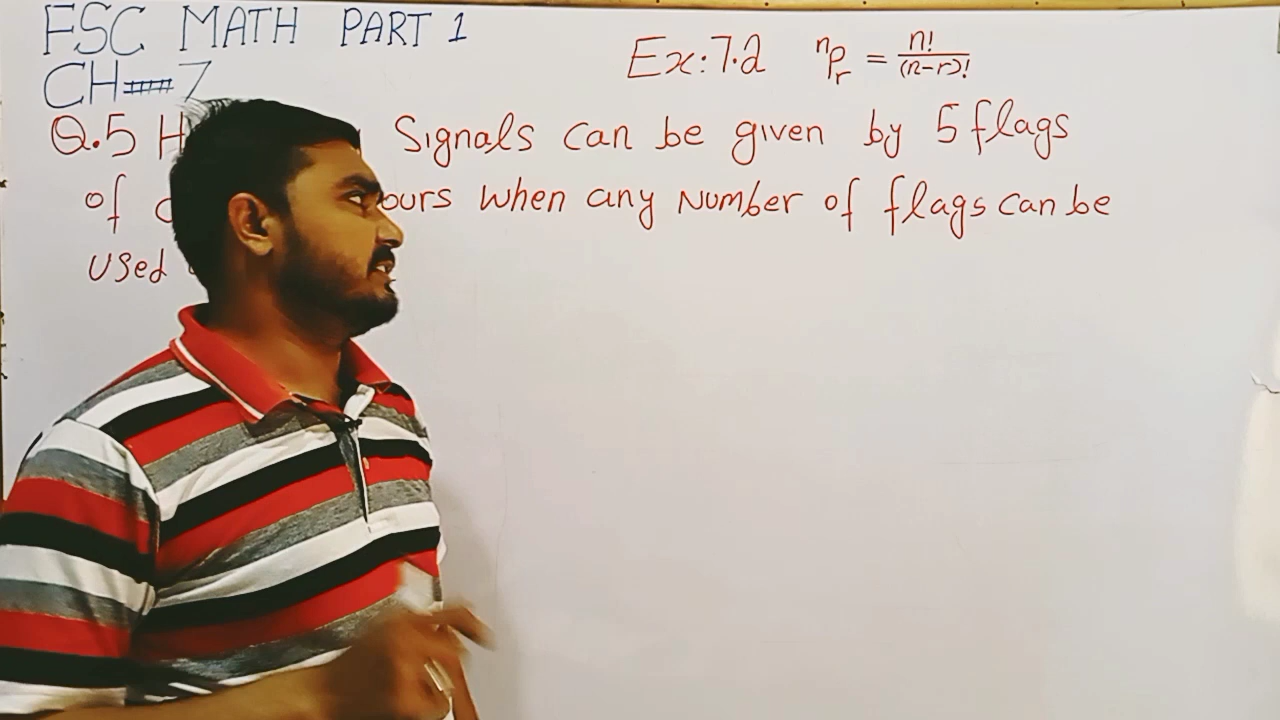 FSC MATH PART 1
CH 7
Ex: 7.2 ⁿPᵣ = n!/(n-r)!
Q.5 Signals can be given by 5 flags
of when any Number of flags can be
used